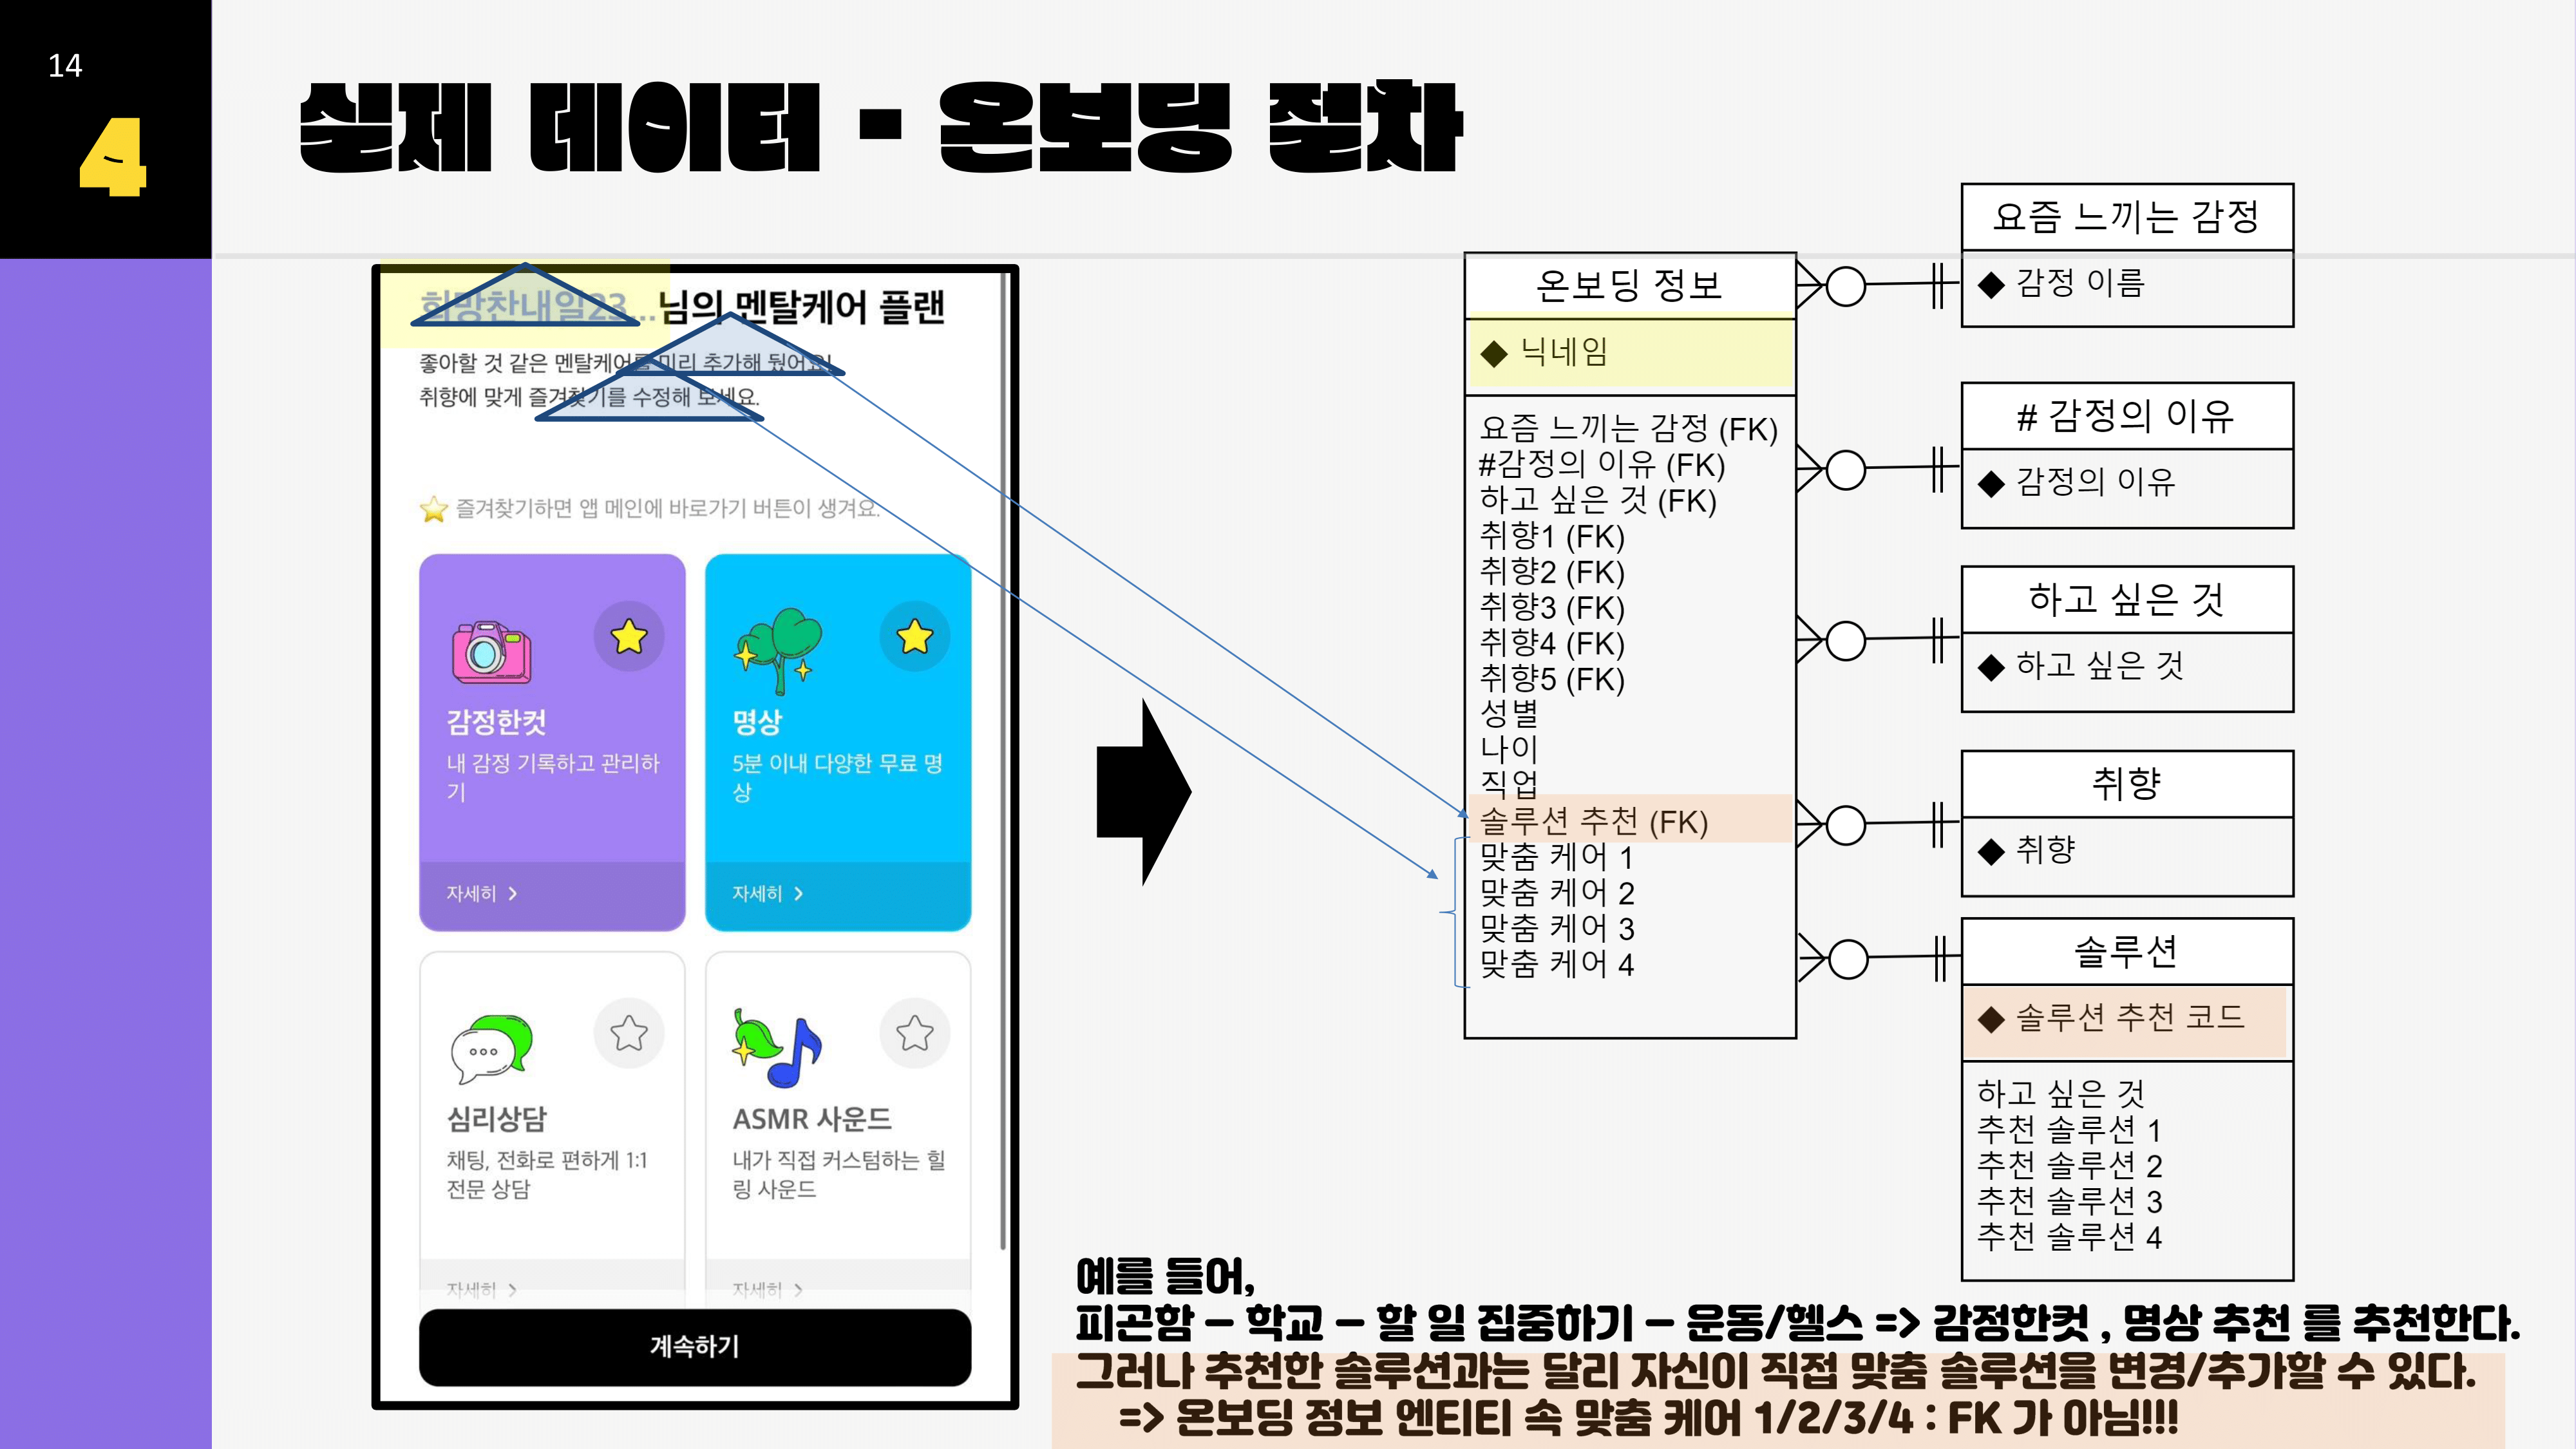 14
4
실제 데이터 - 온보딩 절차
희망찬내일23...님의 멘탈케어 플랜
좋아할 것 같은 멘탈케어를 미리 추가해 뒀어요!
취향에 맞게 즐겨찾기를 수정해 보세요.
즐겨찾기하면 앱 메인에 바로가기 버튼이 생겨요.
감정한컷
내 감정 기록하고 관리하
기
자세히 >
명상
5분 이내 다양한 무료 명
상
자세히 >
심리상담
채팅, 전화로 편하게 1:1
전문 상담
자세히 >
ASMR 사운드
내가 직접 커스텀하는 힐
링 사운드
자세히 >
계속하기
온보딩 정보
◆ 닉네임
요즘 느끼는 감정 (FK)
#감정의 이유 (FK)
하고 싶은 것 (FK)
취향1 (FK)
취향2 (FK)
취향3 (FK)
취향4 (FK)
취향5 (FK)
성별
나이
직업
솔루션 추천 (FK)
맞춤 케어 1
맞춤 케어 2
맞춤 케어 3
맞춤 케어 4
요즘 느끼는 감정
◆ 감정 이름
# 감정의 이유
◆ 감정의 이유
하고 싶은 것
◆ 하고 싶은 것
취향
◆ 취향
솔루션
◆ 솔루션 추천 코드
하고 싶은 것
추천 솔루션 1
추천 솔루션 2
추천 솔루션 3
추천 솔루션 4
예를 들어,
피곤함 – 학교 – 할 일 집중하기 – 운동/헬스 => 감정한컷 , 명상 추천 를 추천한다.
그러나 추천한 솔루션과는 달리 자신이 직접 맞춤 솔루션을 변경/추가할 수 있다.
=> 온보딩 정보 엔티티 속 맞춤 케어 1/2/3/4 : FK 가 아님!!!